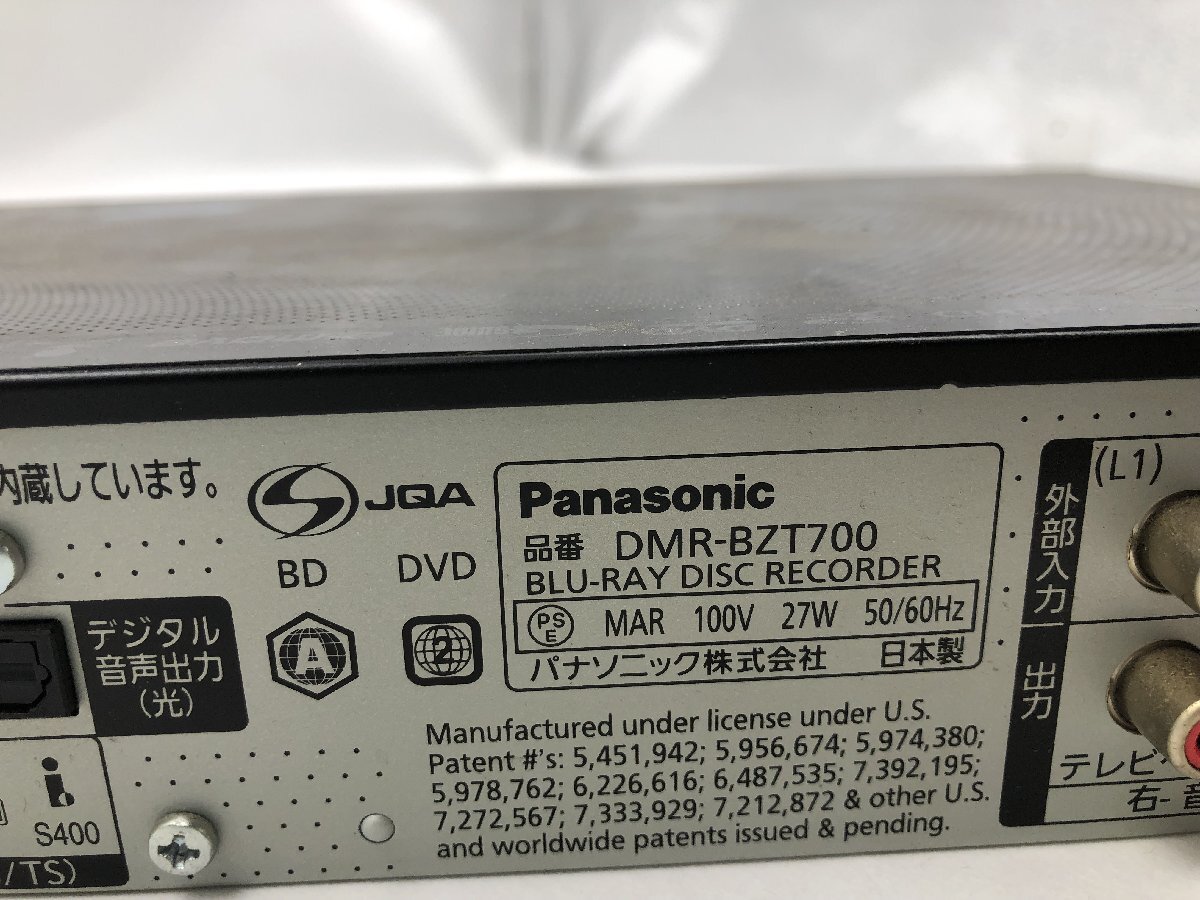 内蔵しています。
JQA
BD DVD
A 2
Panasonic
品番 DMR-BZT700
BLU-RAY DISC RECORDER
PSE MAR 100V 27W 50/60Hz
パナソニック株式会社 日本製
Manufactured under license under U.S.
Patent #'s: 5,451,942; 5,956,674; 5,974,380;
5,978,762; 6,226,616; 6,487,535; 7,392,195;
7,272,567; 7,333,929; 7,212,872 & other U.S.
and worldwide patents issued & pending.
デジタル
音声出力
(光)
S400
/TS)
(L1)
外部入力
出力
テレビ
右-